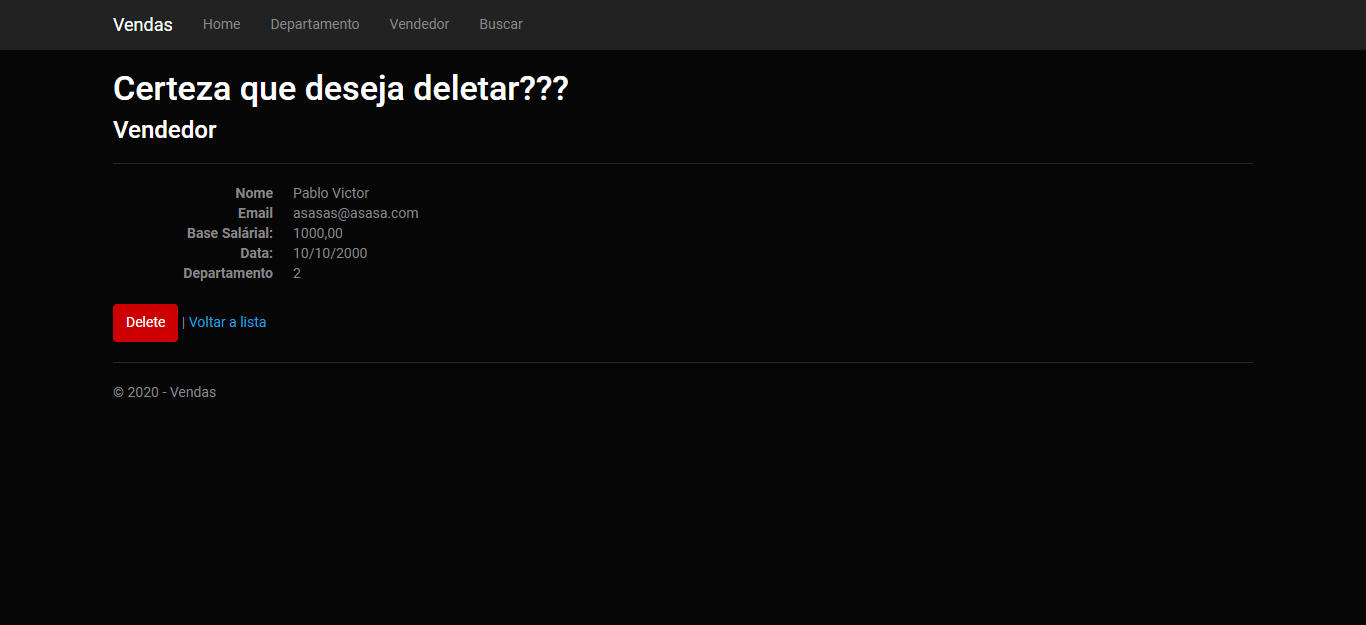 Vendas Home Departamento Vendedor Buscar
Certeza que deseja deletar???
Vendedor
Nome Pablo Victor
Email asasas@asasa.com
Base Salárial: 1000,00
Data: 10/10/2000
Departamento 2
Delete | Voltar a lista
© 2020 - Vendas